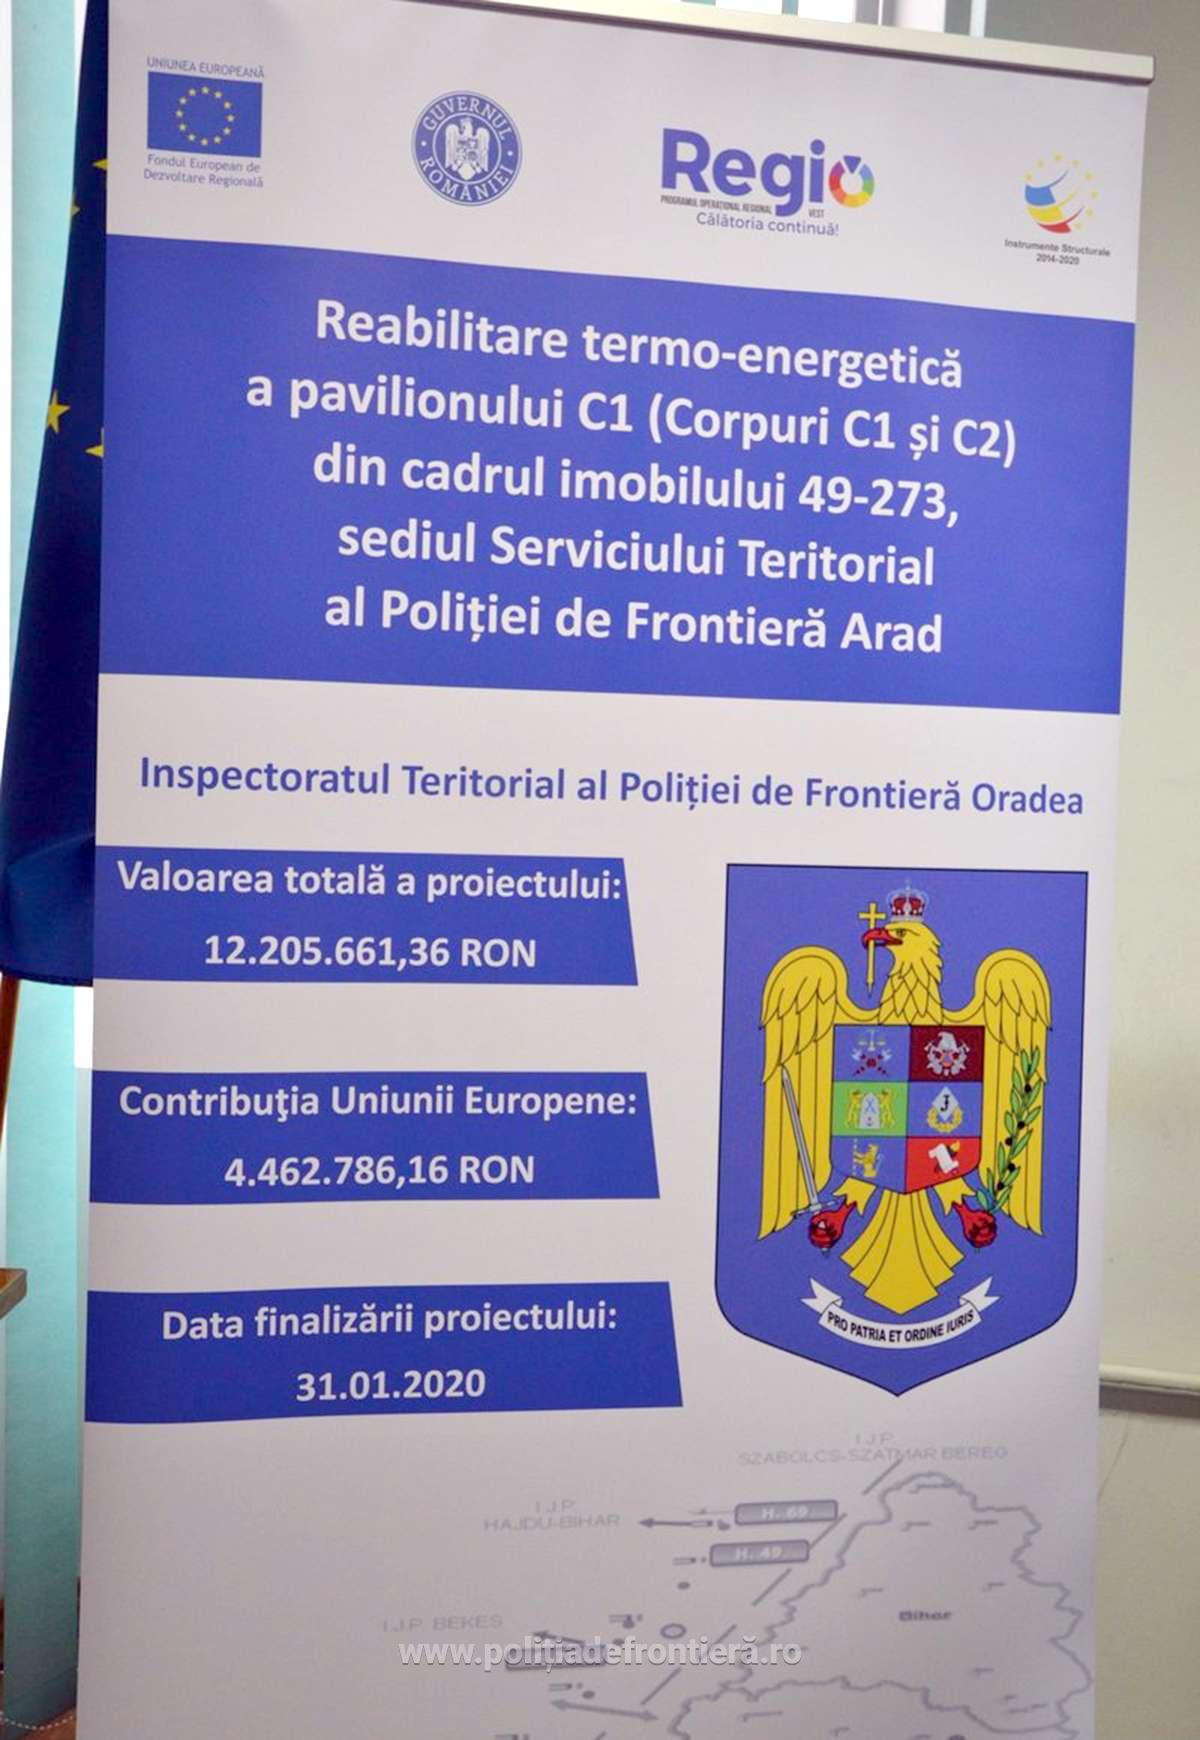 UNIUNEA EUROPEANĂ
Fondul European de
Dezvoltare Regională
GUVERNUL ROMÂNIEI
Regio
PROGRAMUL OPERAȚIONAL REGIONAL VEST
Călătoria continuă!
Instrumente Structurale
2014-2020
Reabilitare termo-energetică
a pavilionului C1 (Corpuri C1 și C2)
din cadrul imobilului 49-273,
sediul Serviciului Teritorial
al Poliției de Frontieră Arad
Inspectoratul Teritorial al Poliției de Frontieră Oradea
Valoarea totală a proiectului:
12.205.661,36 RON
Contribuţia Uniunii Europene:
4.462.786,16 RON
Data finalizării proiectului:
31.01.2020
J
PRO PATRIA ET ORDINE IURIS
I.J.P.
SZABOLCS-SZATMAR BEREG
I.J.P.
HAJDU-BIHAR
H. 69
H. 49
Bihar
I.J.P. BEKES
www.polițiadefrontieră.ro